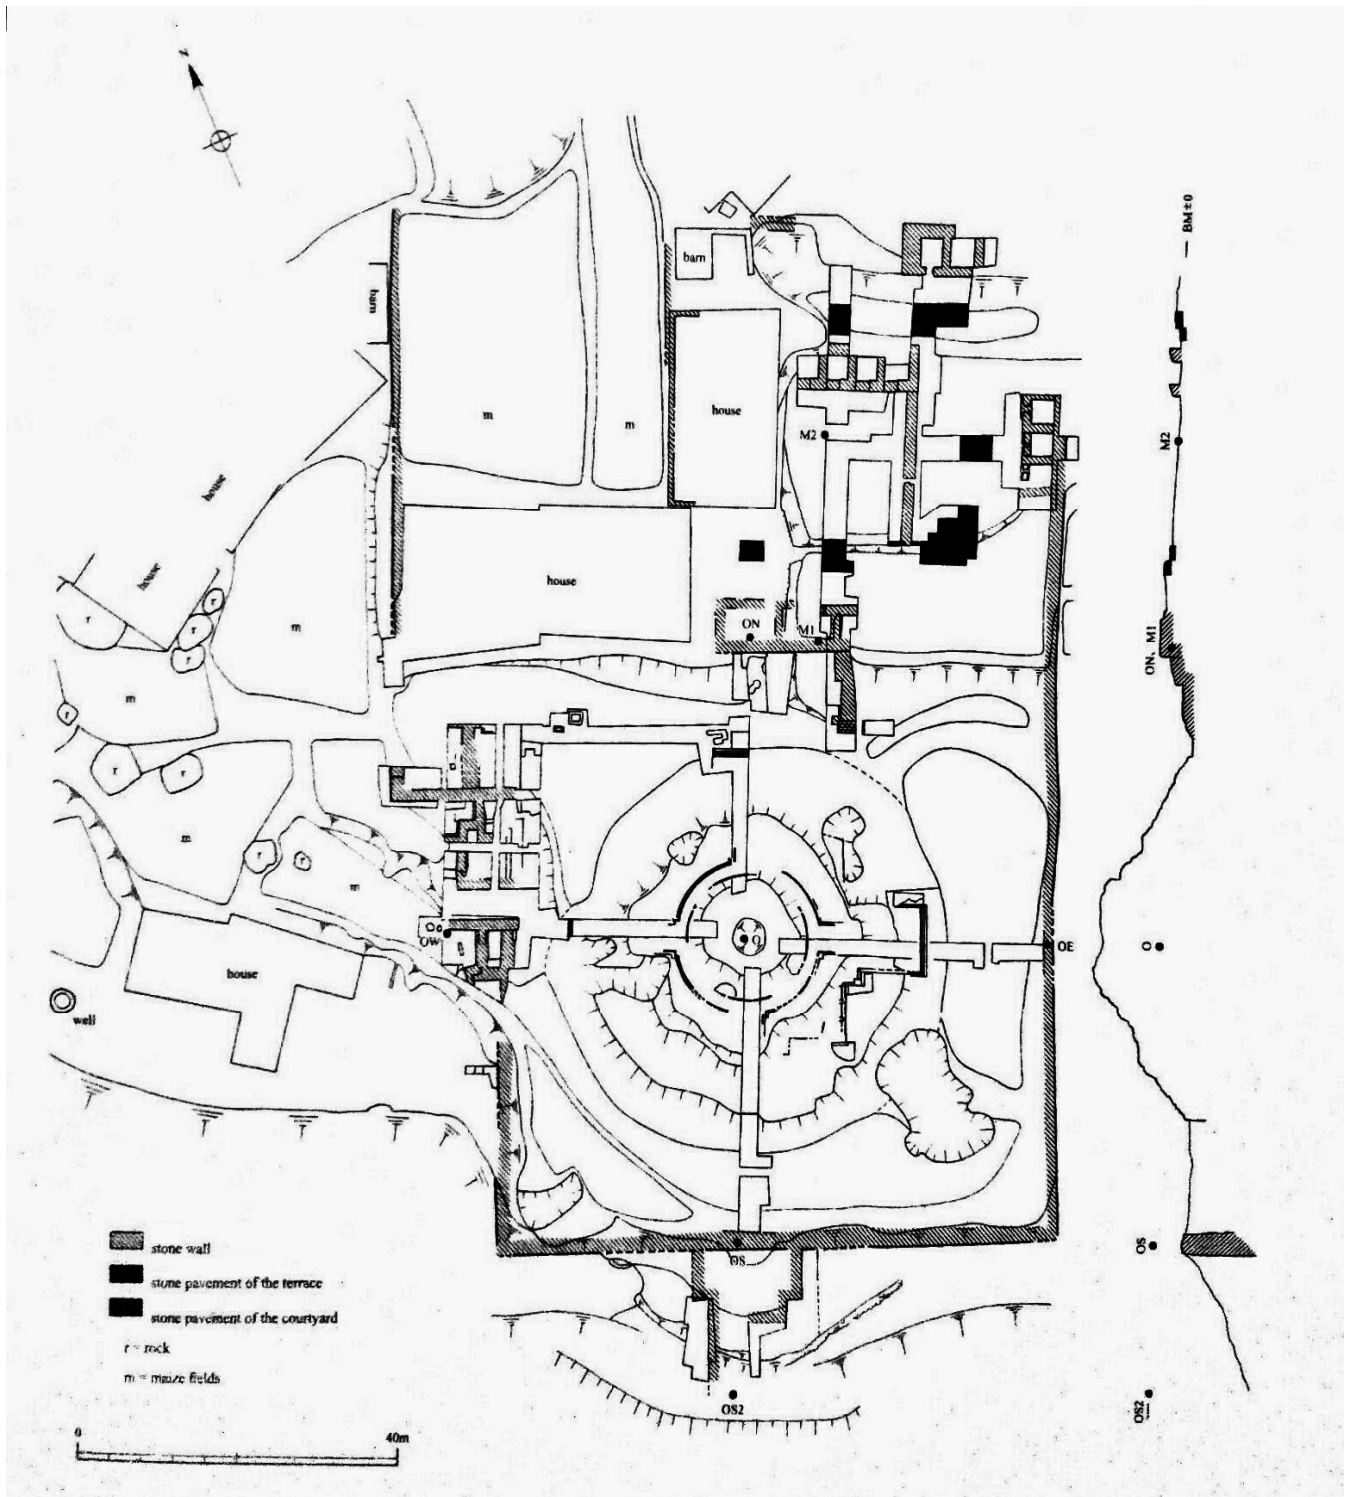 z
BM ± 0
barn
barn
m
m
house
M2
M2
house
house
house
m
r
r
r
ON
M1
ON, M1
m
r
r
r
m
r
r
m
OW
O
OE
O
house
well
OS
OS
stone wall
stone pavement of the terrace
stone pavement of the courtyard
r = rock
m = maize fields
OS2
OS2
0
40m